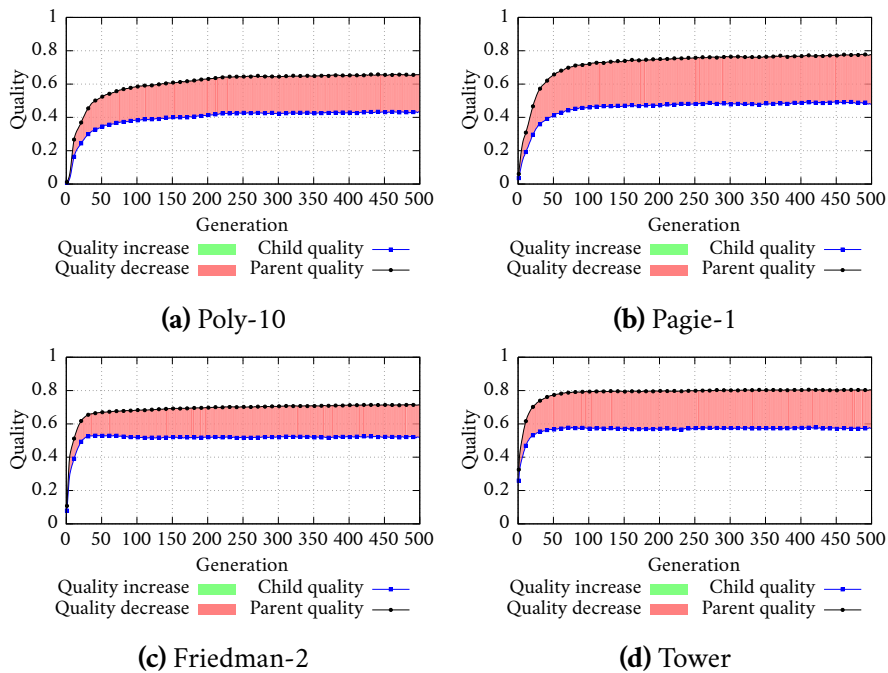 1
0.8
0.6
0.4
0.2
0
Quality
0 50 100 150 200 250 300 350 400 450 500
Generation
Quality increase Child quality
Quality decrease Parent quality
(a) Poly-10
1
0.8
0.6
0.4
0.2
0
Quality
0 50 100 150 200 250 300 350 400 450 500
Generation
Quality increase Child quality
Quality decrease Parent quality
(b) Pagie-1
1
0.8
0.6
0.4
0.2
0
Quality
0 50 100 150 200 250 300 350 400 450 500
Generation
Quality increase Child quality
Quality decrease Parent quality
(c) Friedman-2
1
0.8
0.6
0.4
0.2
0
Quality
0 50 100 150 200 250 300 350 400 450 500
Generation
Quality increase Child quality
Quality decrease Parent quality
(d) Tower